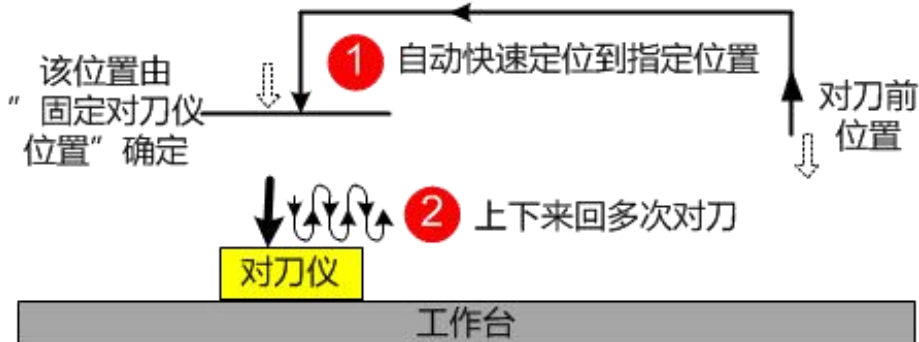 该位置由
”固定对刀仪
位置”确定
1
自动快速定位到指定位置
对刀前
位置
2
上下来回多次对刀
对刀仪
工作台